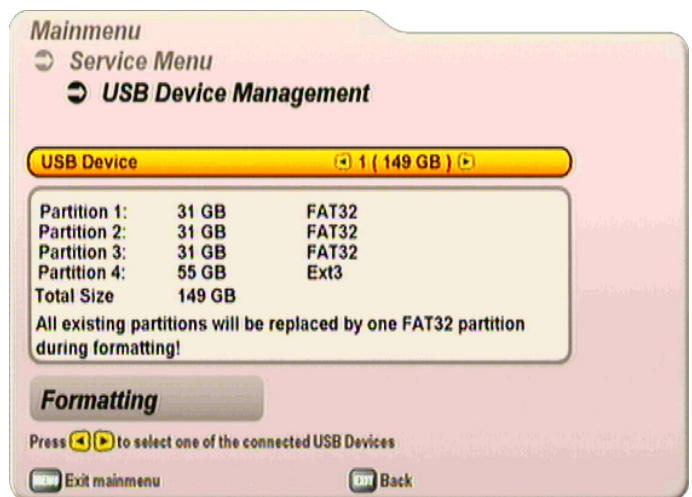 Mainmenu
Service Menu
USB Device Management
USB Device 1 ( 149 GB )
Partition 1: 31 GB FAT32
Partition 2: 31 GB FAT32
Partition 3: 31 GB FAT32
Partition 4: 55 GB Ext3
Total Size 149 GB
All existing partitions will be replaced by one FAT32 partition
during formatting!
Formatting
Press to select one of the connected USB Devices
MENU Exit mainmenu EXIT Back